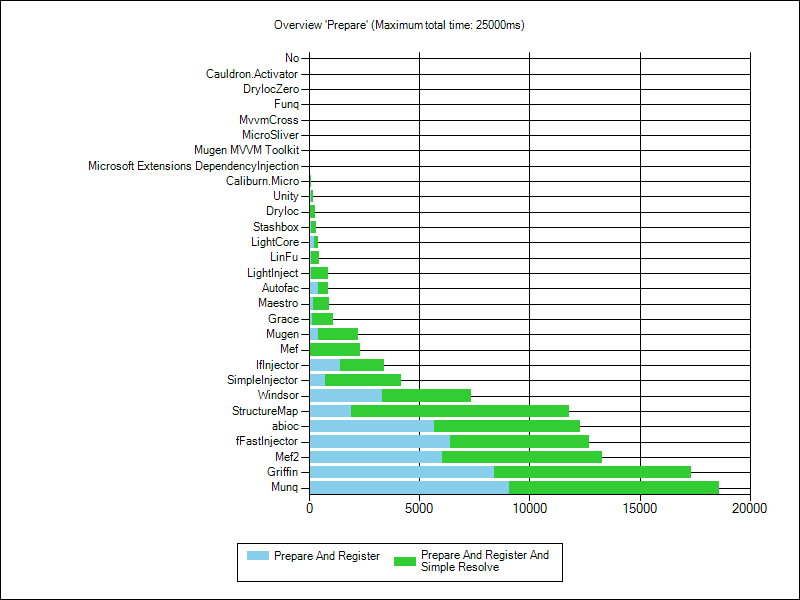 Overview 'Prepare' (Maximum total time: 25000ms)
No
Cauldron.Activator
DryIocZero
Funq
MvvmCross
MicroSliver
Mugen MVVM Toolkit
Microsoft Extensions DependencyInjection
Caliburn.Micro
Unity
DryIoc
Stashbox
LightCore
LinFu
LightInject
Autofac
Maestro
Grace
Mugen
Mef
IfInjector
SimpleInjector
Windsor
StructureMap
abioc
fFastInjector
Mef2
Griffin
Munq
0 5000 10000 15000 20000
Prepare And Register
Prepare And Register And
Simple Resolve